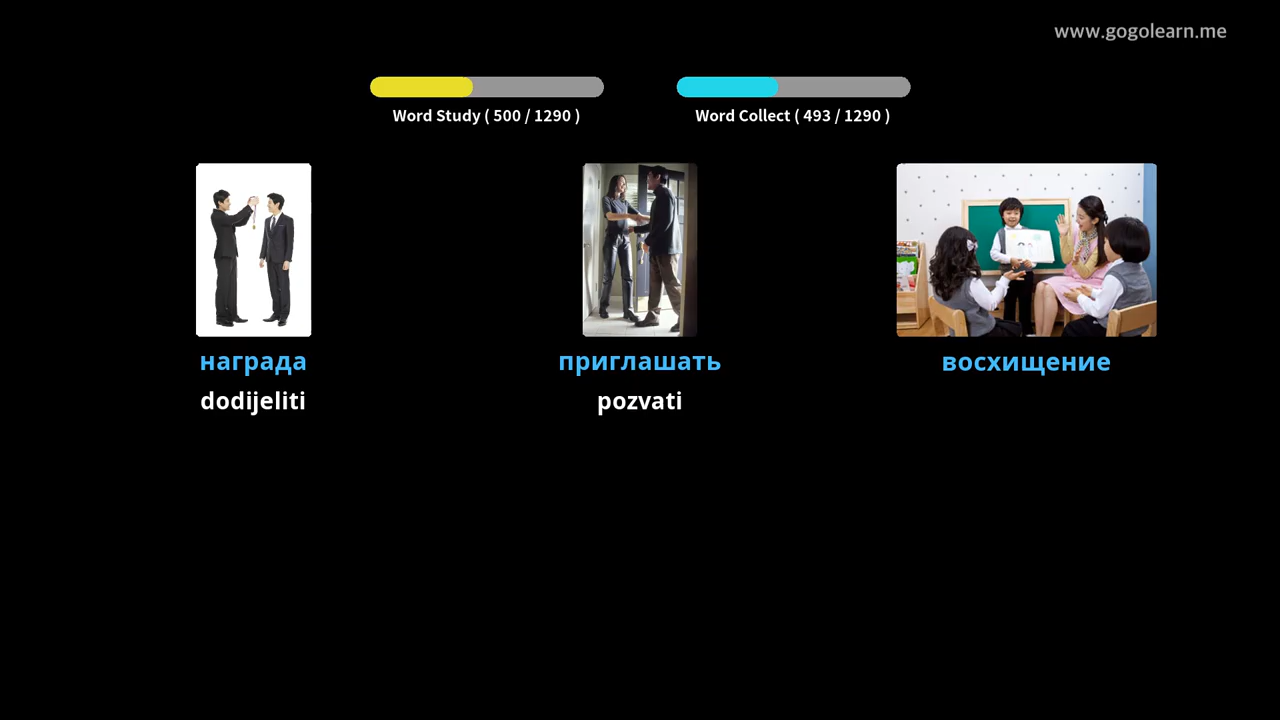 www.gogolearn.me
Word Study ( 500 / 1290 )
Word Collect ( 493 / 1290 )
награда
приглашать
восхищение
dodijeliti
pozvati